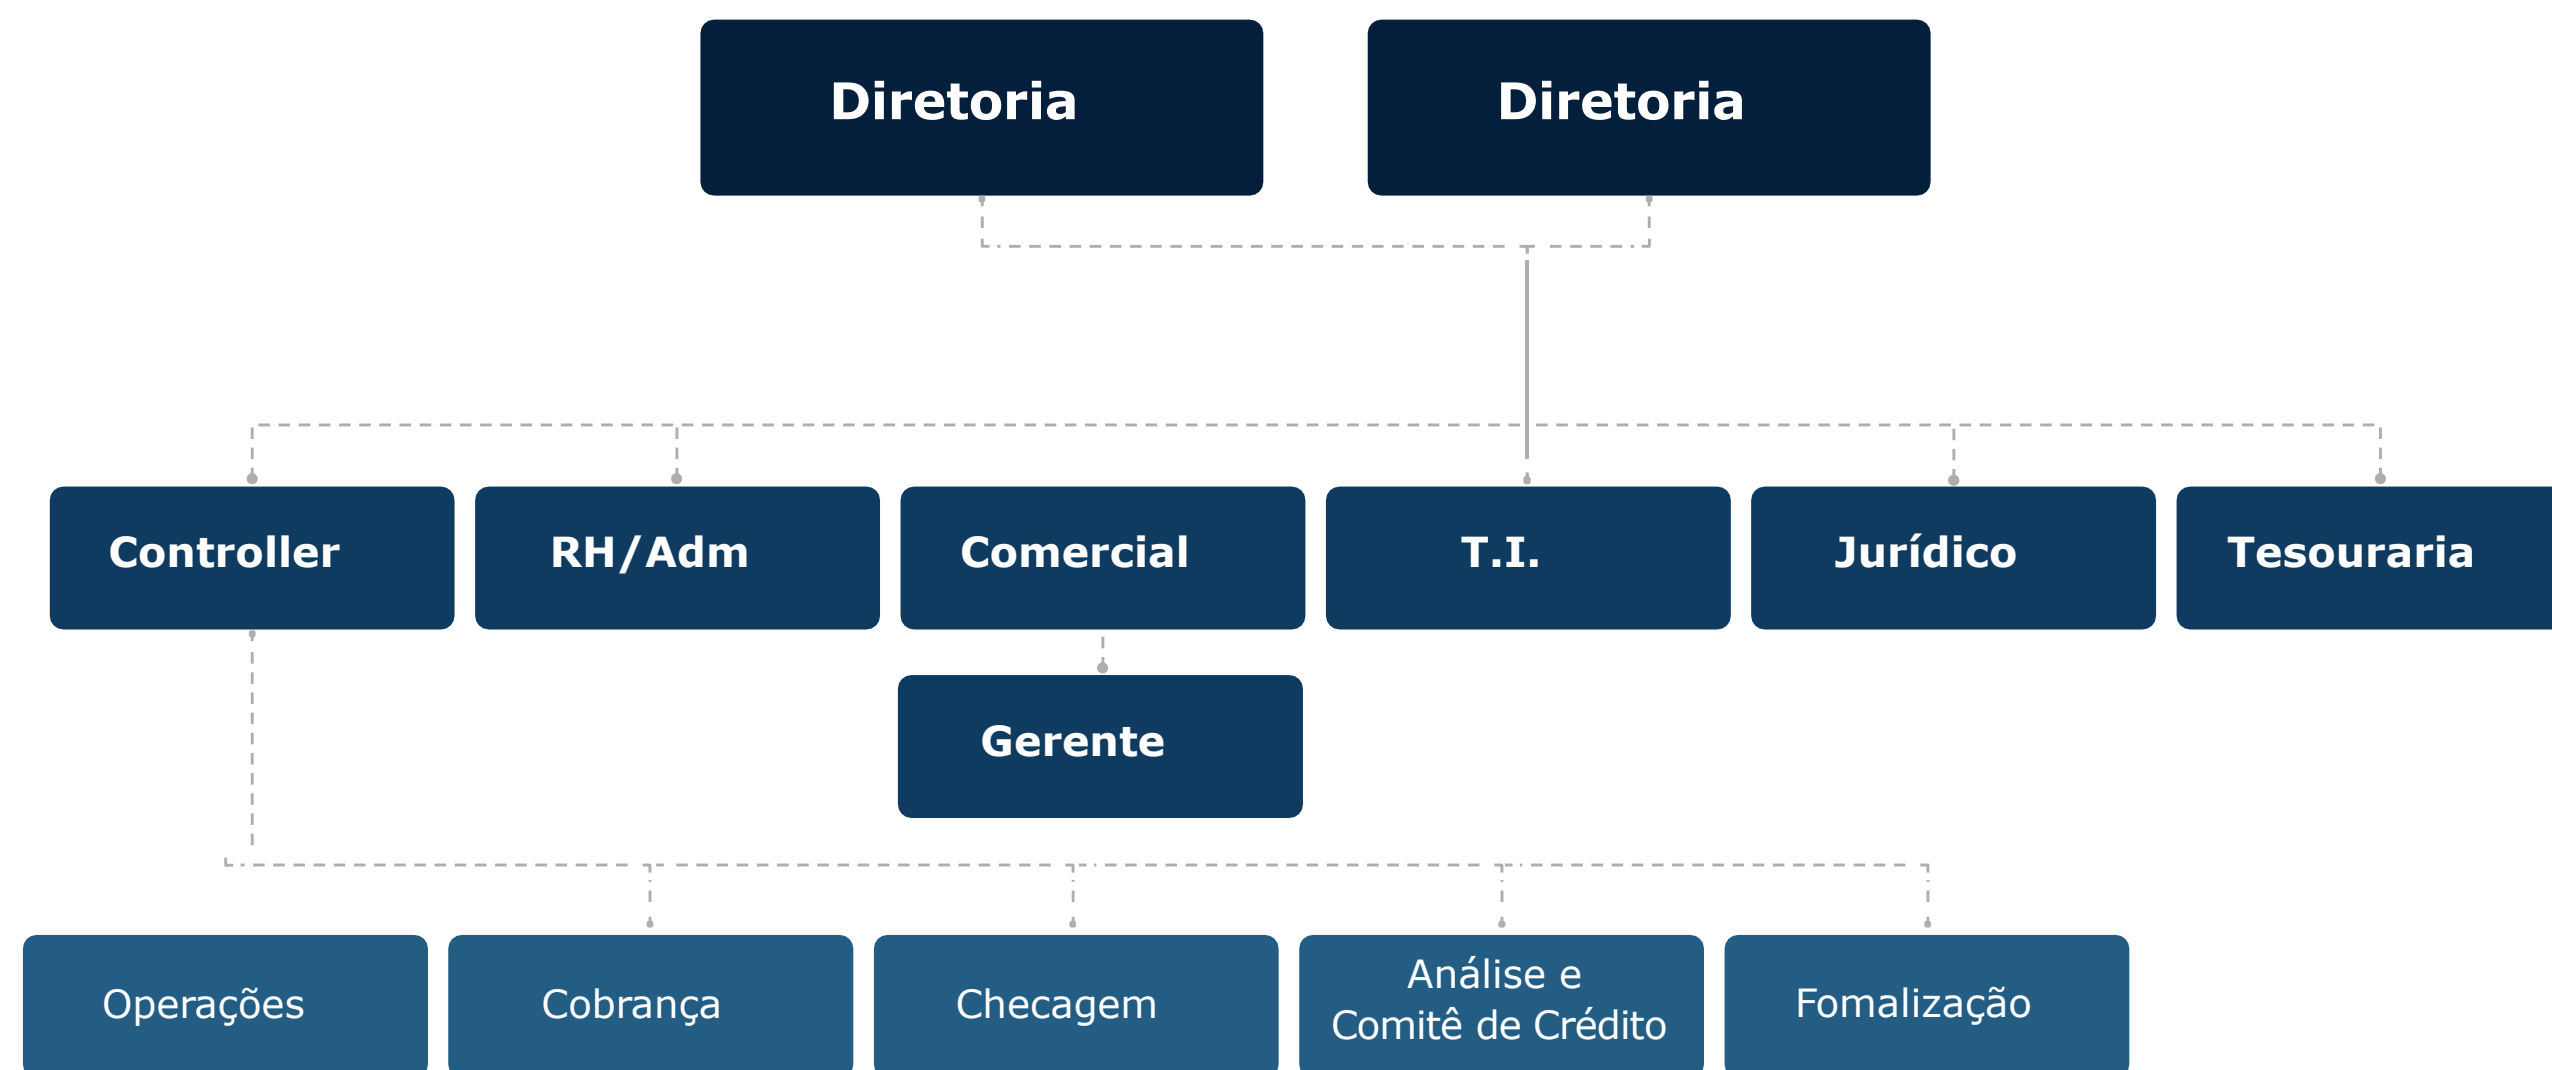 Diretoria
Diretoria
Controller
RH/Adm
Comercial
T.I.
Jurídico
Tesouraria
Gerente
Operações
Cobrança
Checagem
Análise e
Comitê de Crédito
Fomalização